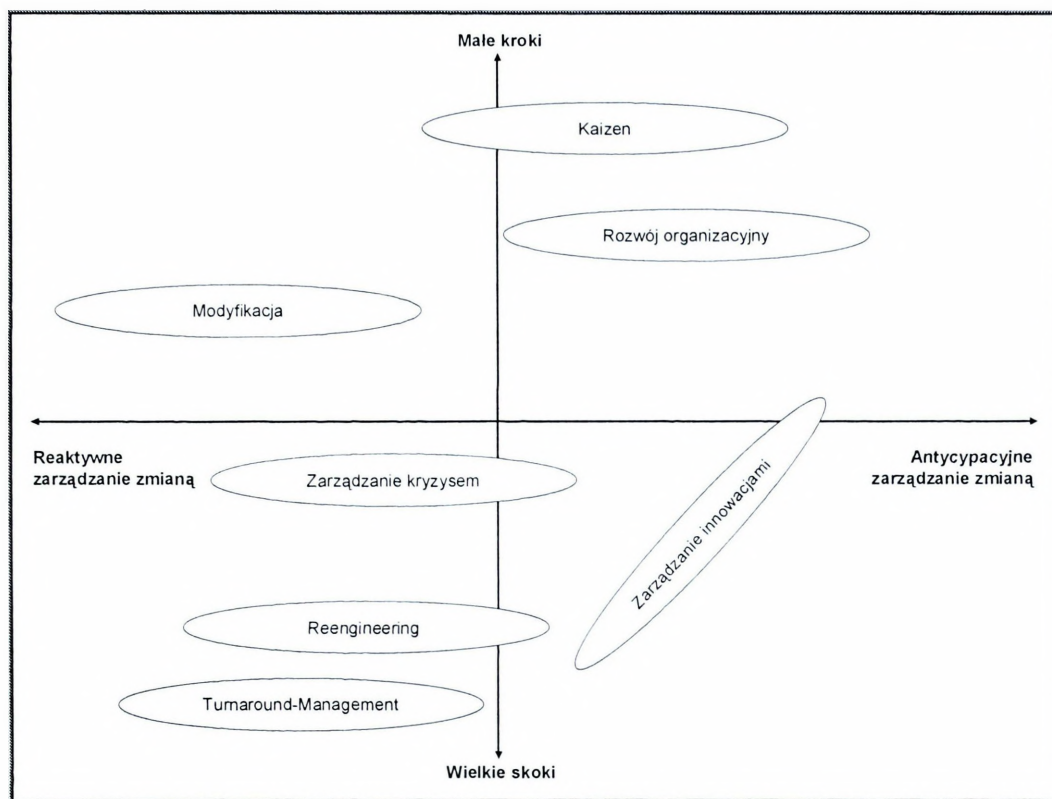 Małe kroki
Kaizen
Rozwój organizacyjny
Modyfikacja
Reaktywne
zarządzanie zmianą
Antycypacyjne
zarządzanie zmianą
Zarządzanie kryzysem
Zarządzanie innowacjami
Reengineering
Turnaround-Management
Wielkie skoki